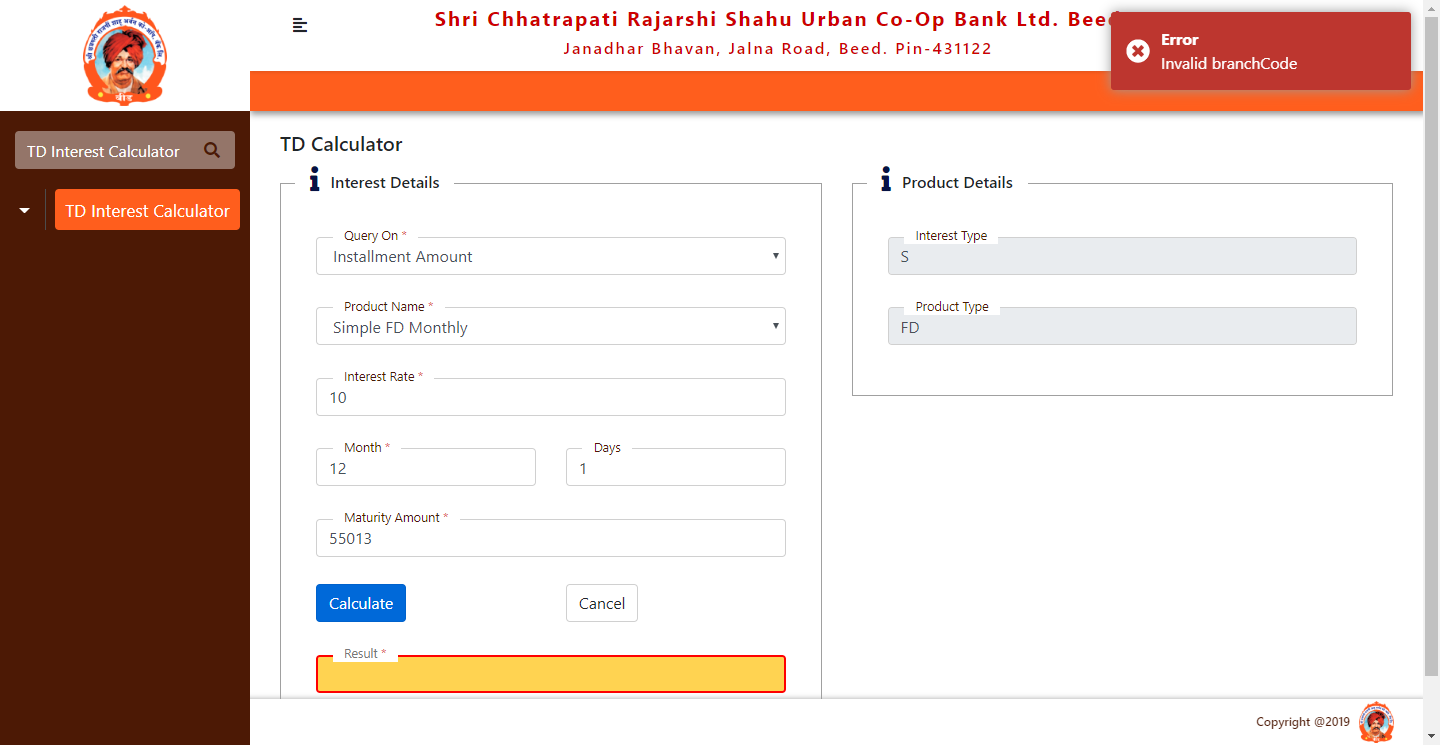 Shri Chhatrapati Rajarshi Shahu Urban Co-Op Bank Ltd. Beed
Janadhar Bhavan, Jalna Road, Beed. Pin-431122
Error
Invalid branchCode
बीड
TD Interest Calculator
TD Interest Calculator
TD Calculator
Interest Details
Query On *
Installment Amount
Product Name *
Simple FD Monthly
Interest Rate *
10
Month *
12
Days
1
Maturity Amount *
55013
Calculate
Cancel
Result *
Product Details
Interest Type
S
Product Type
FD
Copyright @2019